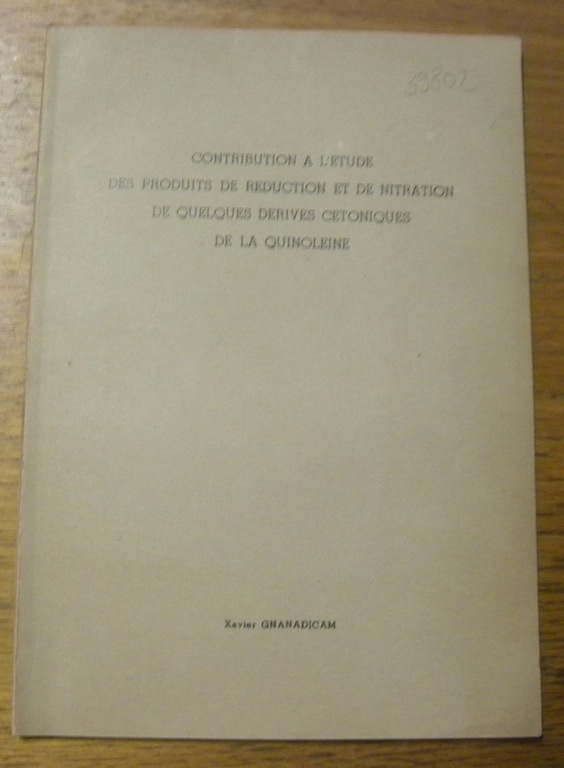 39802
CONTRIBUTION A L'ETUDE
DES PRODUITS DE REDUCTION ET DE NITRATION
DE QUELQUES DERIVES CETONIQUES
DE LA QUINOLEINE
Xavier GNANADICAM